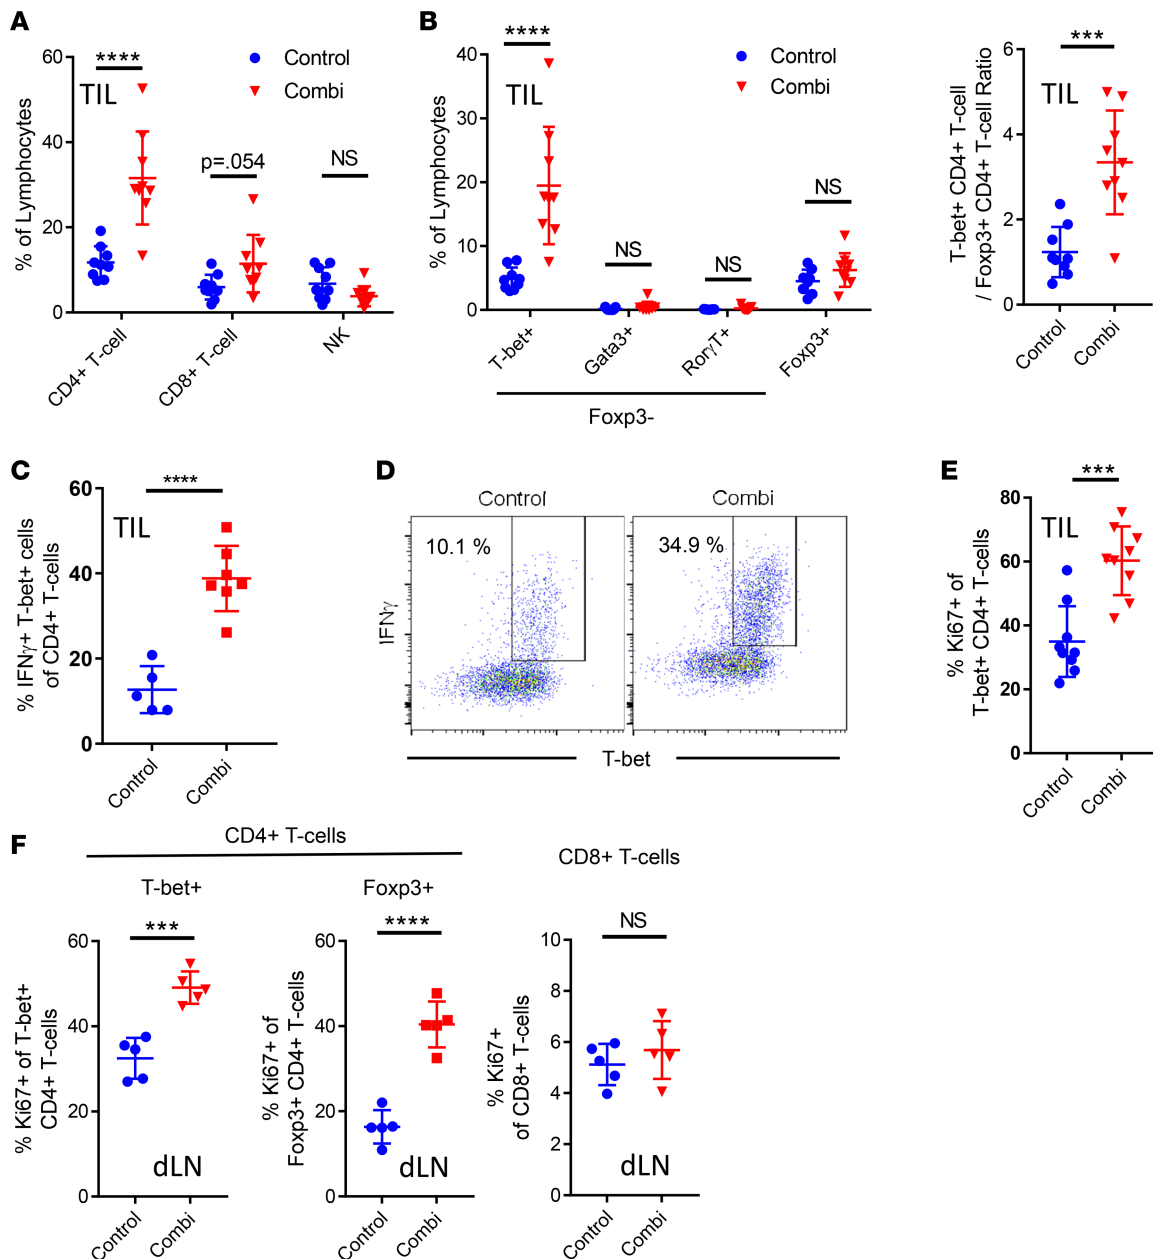 A
60
40
20
0
% of Lymphocytes
****
TIL
Control
Combi
p=.054
NS
CD4+ T-cell
CD8+ T-cell
NK
B
40
30
20
10
0
% of Lymphocytes
****
TIL
Control
Combi
NS
NS
NS
T-bet+
Gata3+
RorγT+
Foxp3+
Foxp3-
T-bet+ CD4+ T-cell
/ Foxp3+ CD4+ T-cell Ratio
6
4
2
0
***
TIL
Control
Combi
C
% IFNγ+ T-bet+ cells
of CD4+ T-cells
60
40
20
0
****
TIL
Control
Combi
D
Control
Combi
10.1 %
34.9 %
IFNγ
T-bet
E
% Ki67+ of
T-bet+ CD4+ T-cells
80
60
40
20
0
***
TIL
Control
Combi
F
CD4+ T-cells
CD8+ T-cells
T-bet+
Foxp3+
% Ki67+ of T-bet+
CD4+ T-cells
60
40
20
0
***
dLN
Control
Combi
% Ki67+ of
Foxp3+ CD4+ T-cells
60
40
20
0
****
dLN
Control
Combi
% Ki67+
of CD8+ T-cells
10
8
6
4
2
0
NS
dLN
Control
Combi